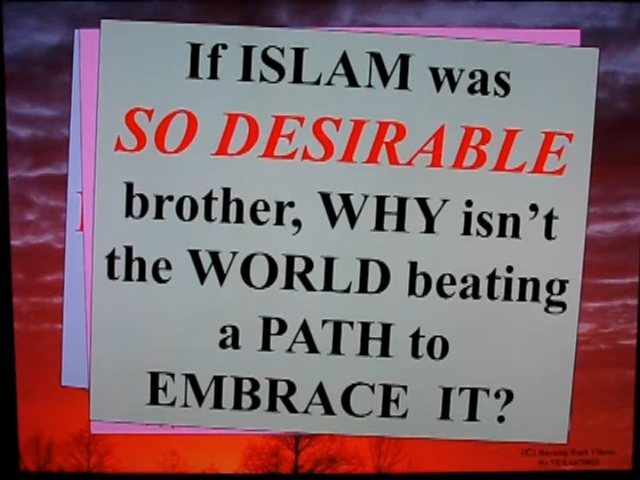 If ISLAM was
SO DESIRABLE
brother, WHY isn't
the WORLD beating
a PATH to
EMBRACE IT?